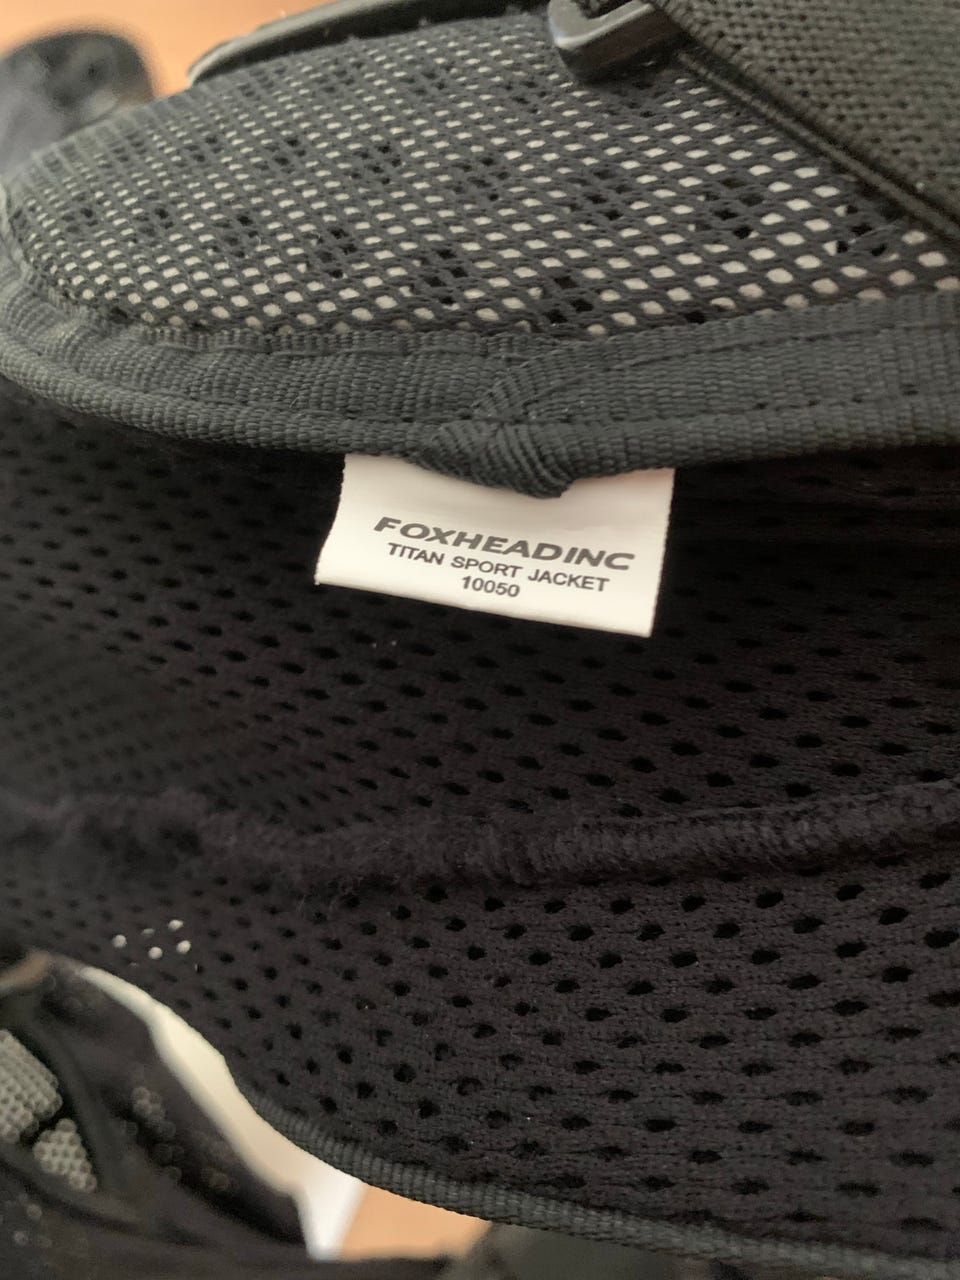 FOXHEADINC
TITAN SPORT JACKET
10050